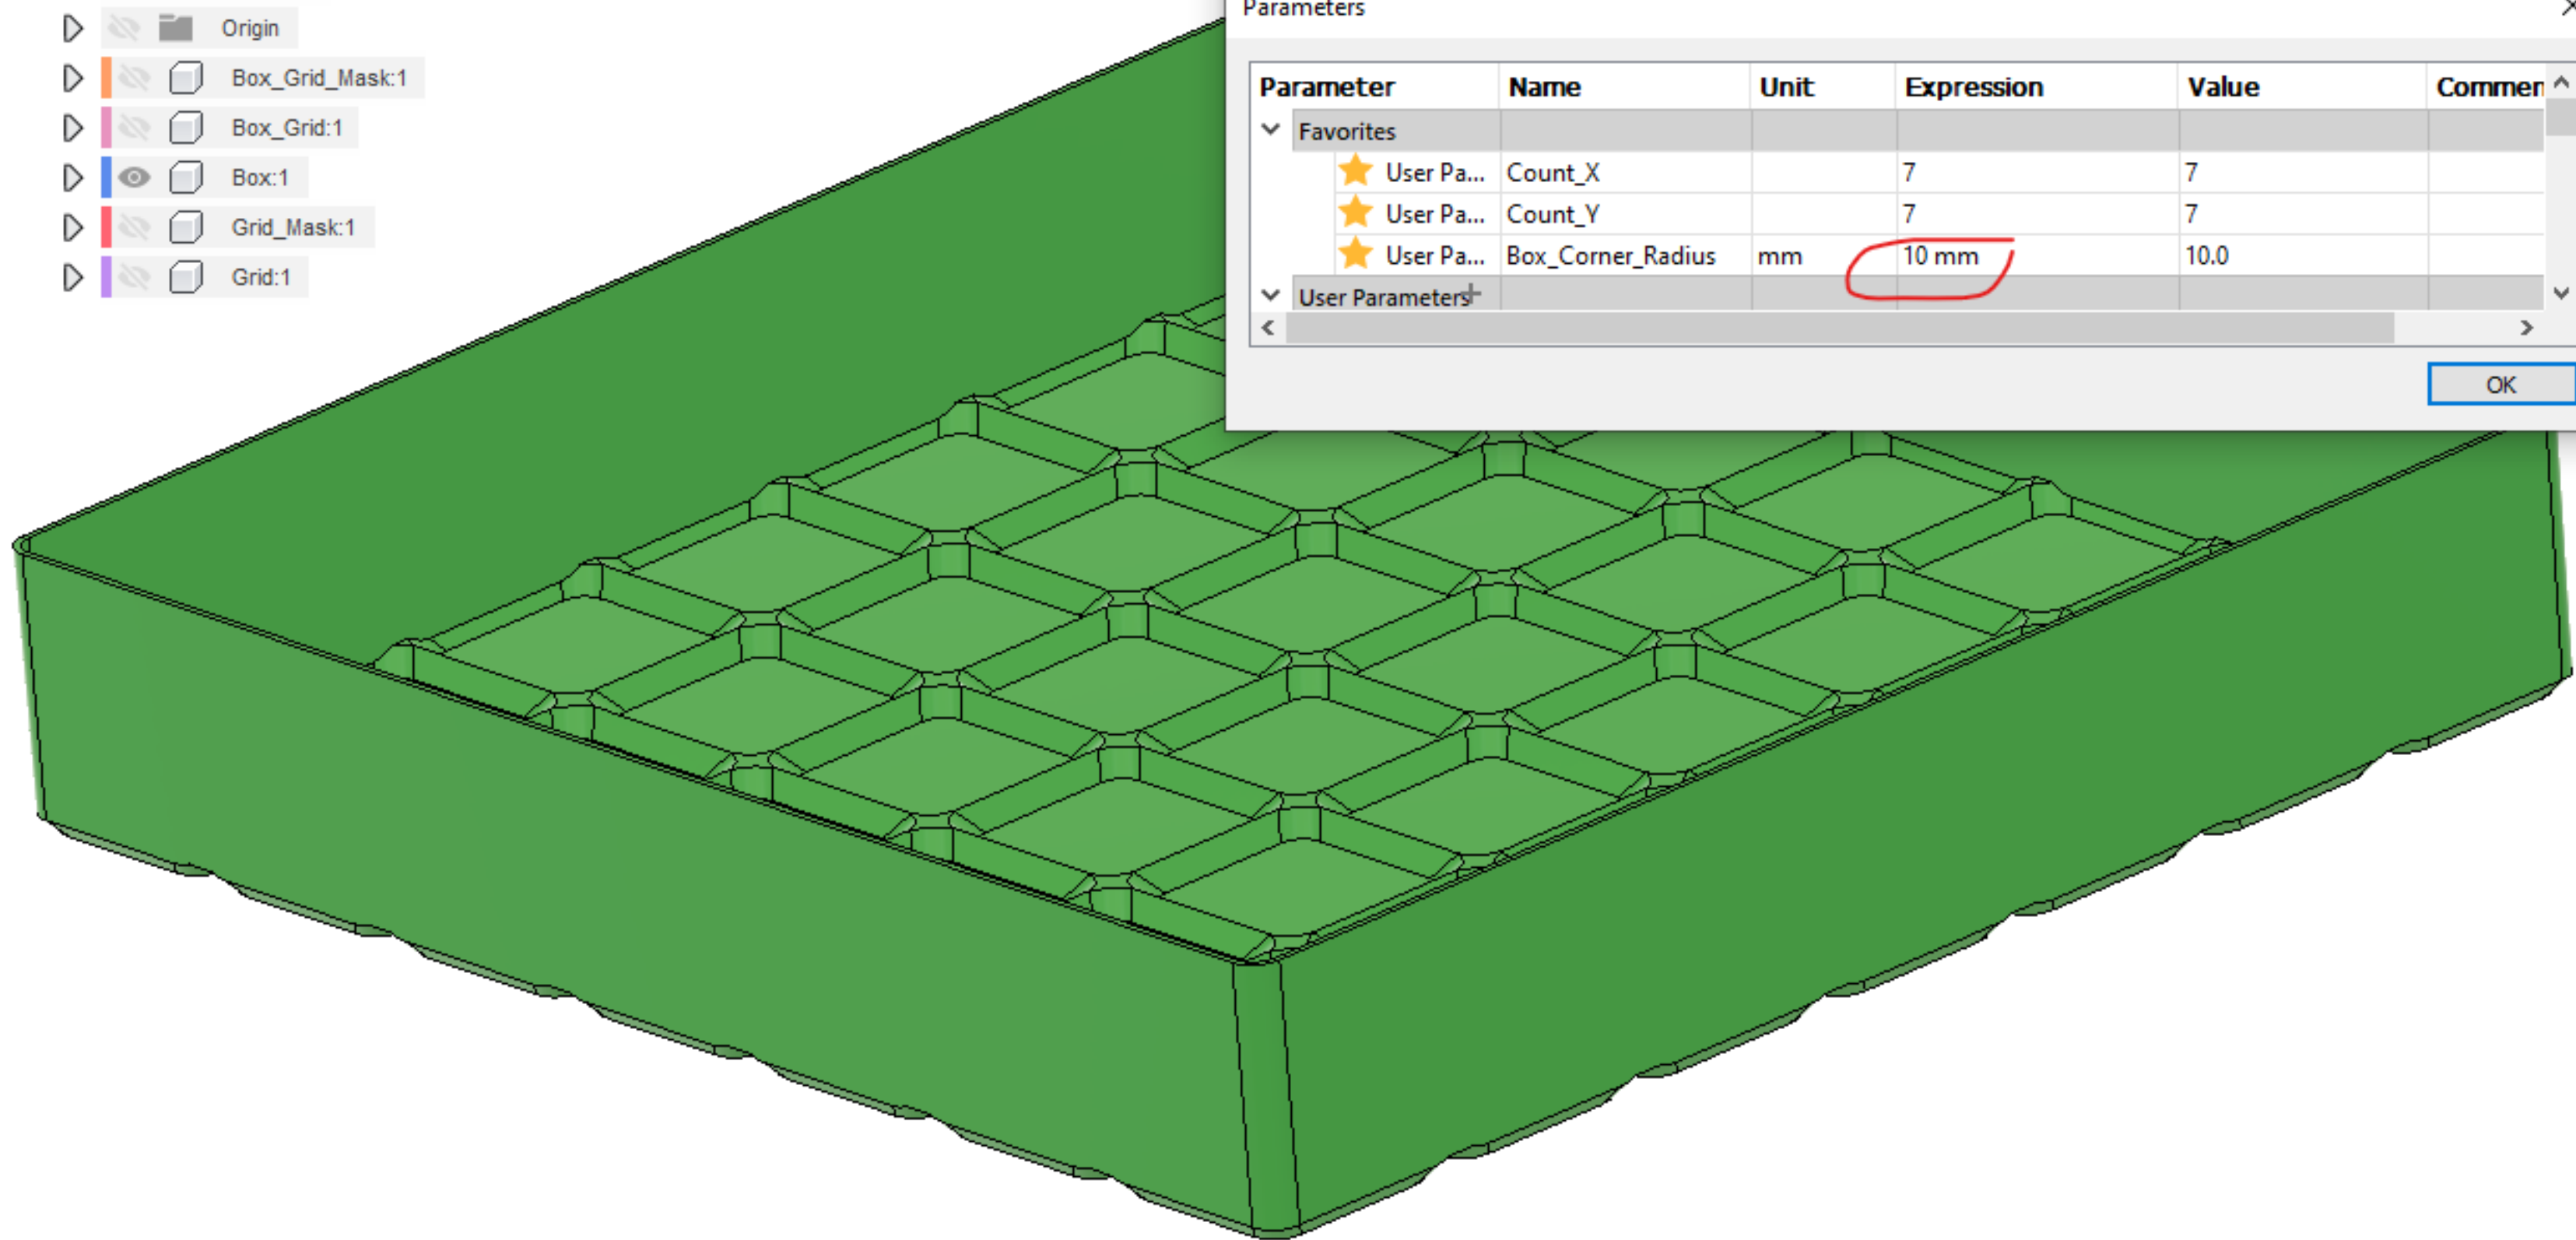 Origin
Box_Grid_Mask:1
Box_Grid:1
Box:1
Grid_Mask:1
Grid:1
Parameters
Parameter Name Unit Expression Value Commen
Favorites
User Pa... Count_X 7 7
User Pa... Count_Y 7 7
User Pa... Box_Corner_Radius mm 10 mm 10.0
User Parameters
OK